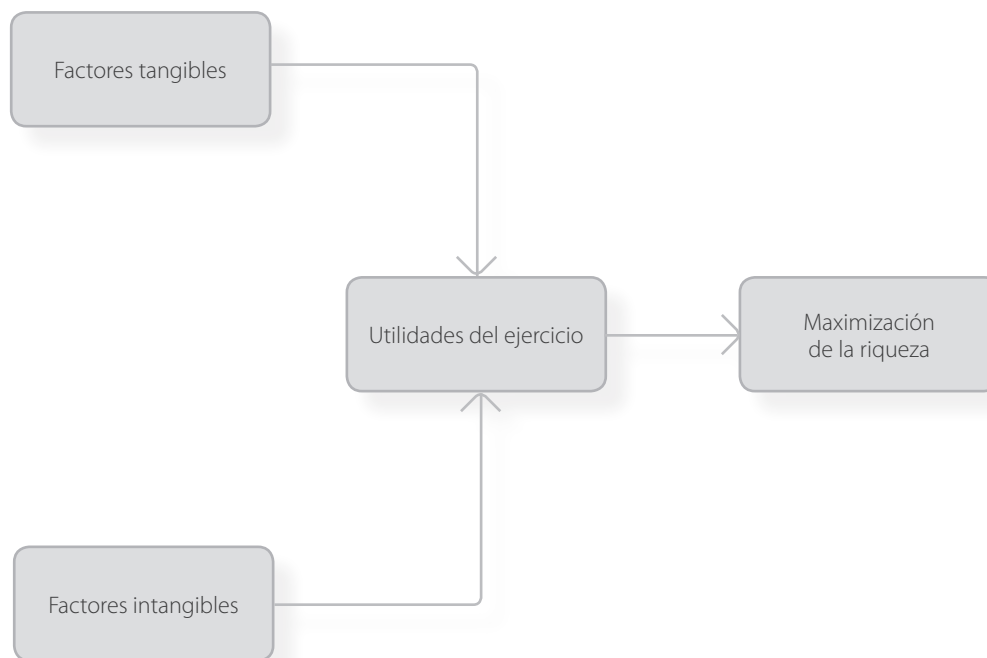 Factores tangibles
Utilidades del ejercicio
Maximización
de la riqueza
Factores intangibles